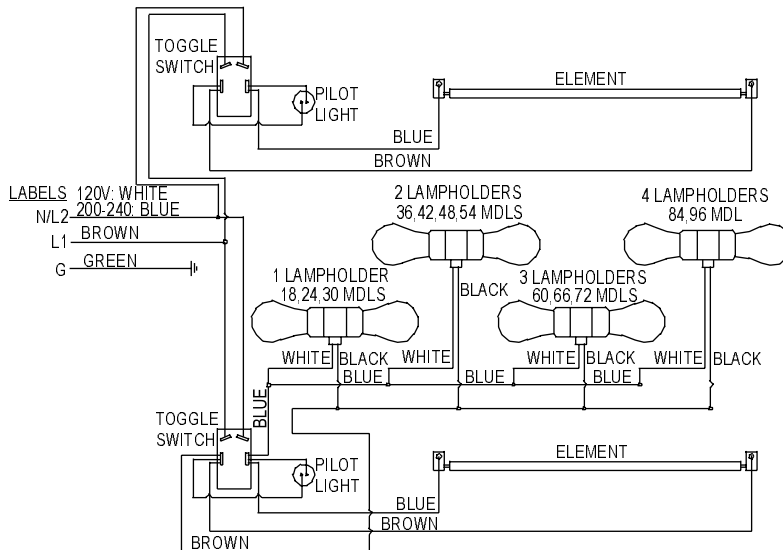 TOGGLE
SWITCH
PILOT
LIGHT
ELEMENT
BLUE
BROWN
LABELS 120V: WHITE
N/L2 200-240: BLUE
L1 BROWN
G GREEN
2 LAMPHOLDERS
36,42,48,54 MDLS
4 LAMPHOLDERS
84,96 MDL
1 LAMPHOLDER
18,24,30 MDLS
BLACK
3 LAMPHOLDERS
60,66,72 MDLS
WHITE BLACK WHITE WHITE BLACK WHITE BLACK
BLUE BLUE BLUE
BLUE
TOGGLE
SWITCH
PILOT
LIGHT
ELEMENT
BLUE
BROWN
BROWN